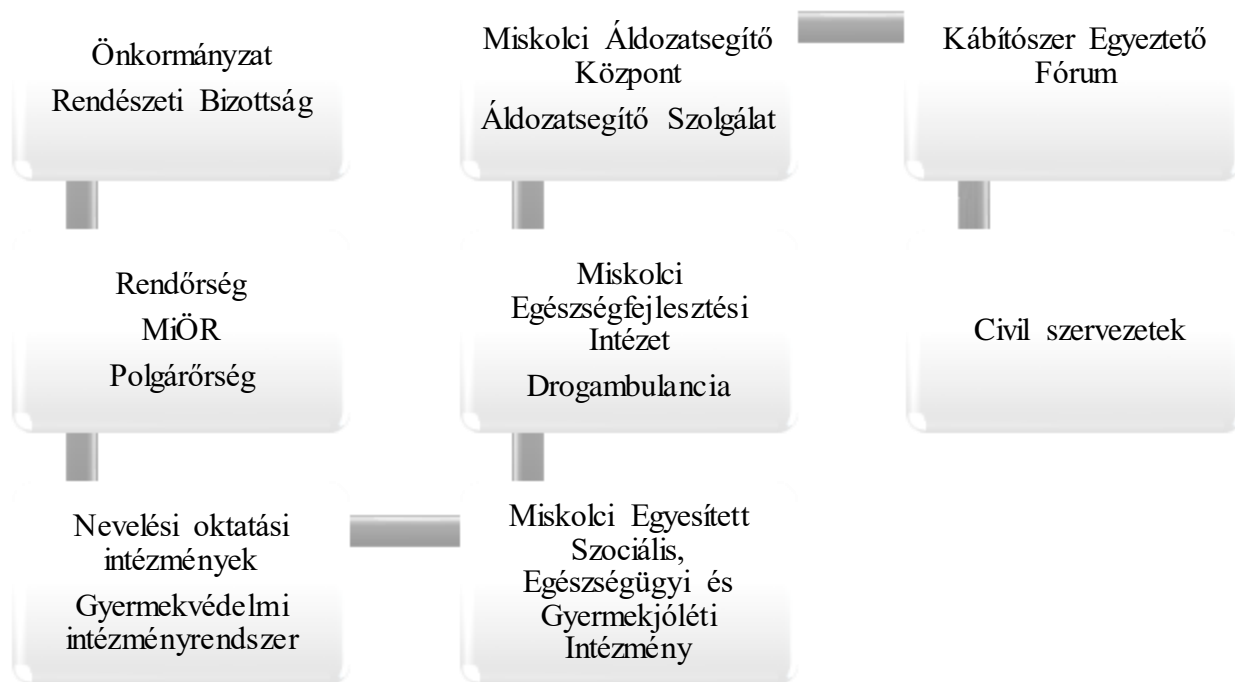 Önkormányzat
Rendészeti Bizottság
Rendőrség
MiÖR
Polgárőrség
Nevelési oktatási
intézmények
Gyermekvédelmi
intézményrendszer
Miskolci Egyesített
Szociális,
Egészségügyi és
Gyermekjóléti
Intézmény
Miskolci
Egészségfejlesztési
Intézet
Drogambulancia
Miskolci Áldozatsegítő
Központ
Áldozatsegítő Szolgálat
Kábítószer Egyeztető
Fórum
Civil szervezetek